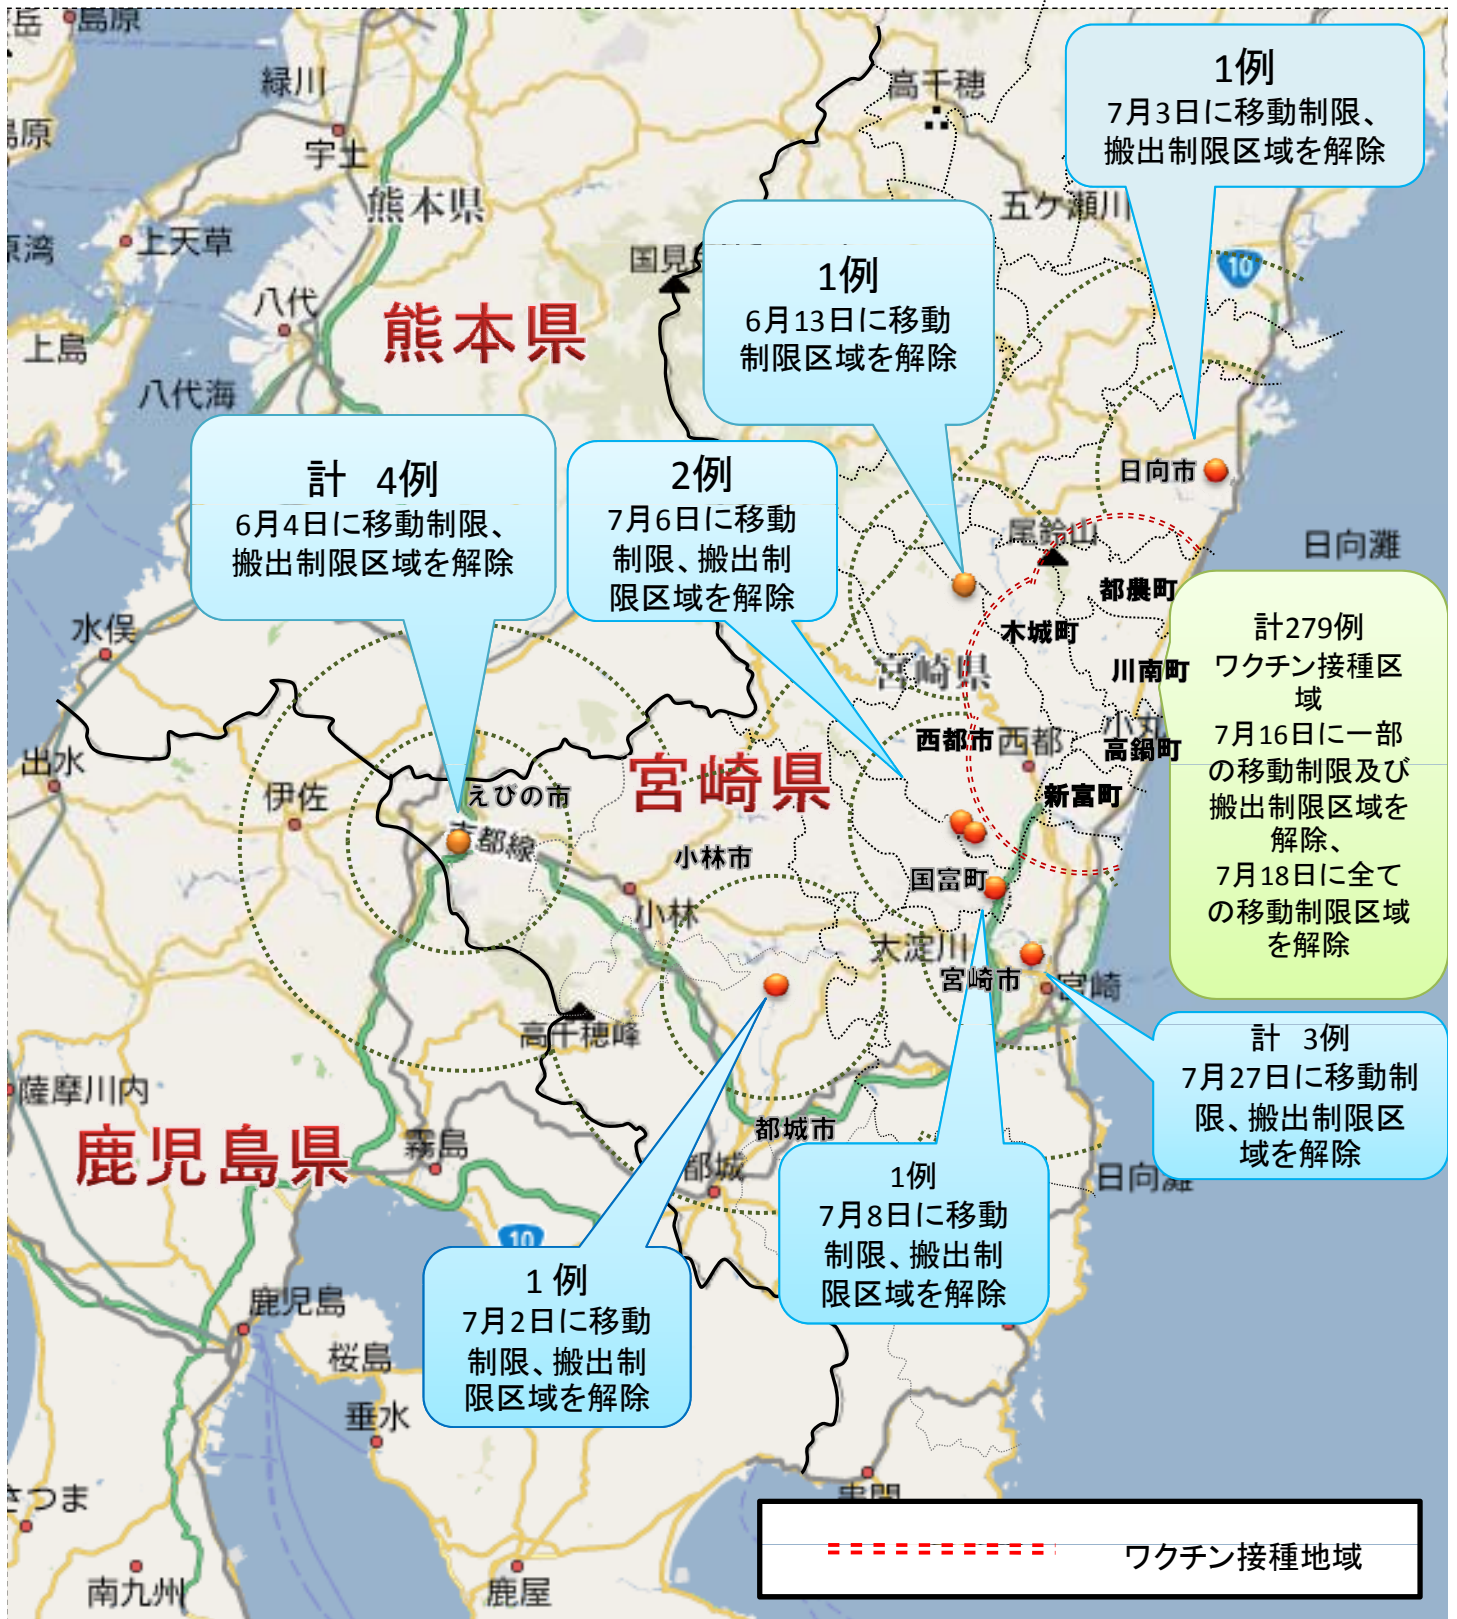 島原
緑川
高千穂
1例
7月3日に移動制限、
搬出制限区域を解除
宇土
熊本県
五ケ瀬川
上天草
国見
10
1例
6月13日に移動
制限区域を解除
八代
熊本県
上島
八代海
日向市
計 4例
6月4日に移動制限、
搬出制限区域を解除
2例
7月6日に移動
制限、搬出制
限区域を解除
尾鈴山
日向灘
都農町
木城町
水俣
宮崎県
川南町
計279例
ワクチン接種区
域
7月16日に一部
の移動制限及び
搬出制限区域を
解除、
7月18日に全て
の移動制限区域
を解除
小丸
西都市
西都
高鍋町
出水
伊佐
えびの市
宮崎県
新富町
吉都線
小林市
国富町
小林
大淀川
宮崎市
宮崎
高千穂峰
計 3例
7月27日に移動制
限、搬出制限区
域を解除
薩摩川内
鹿児島県
霧島
都城市
都城
日向灘
1例
7月8日に移動
制限、搬出制
限区域を解除
10
1 例
7月2日に移動
制限、搬出制
限区域を解除
鹿児島
桜島
垂水
さつま
串間
ワクチン接種地域
南九州
鹿屋